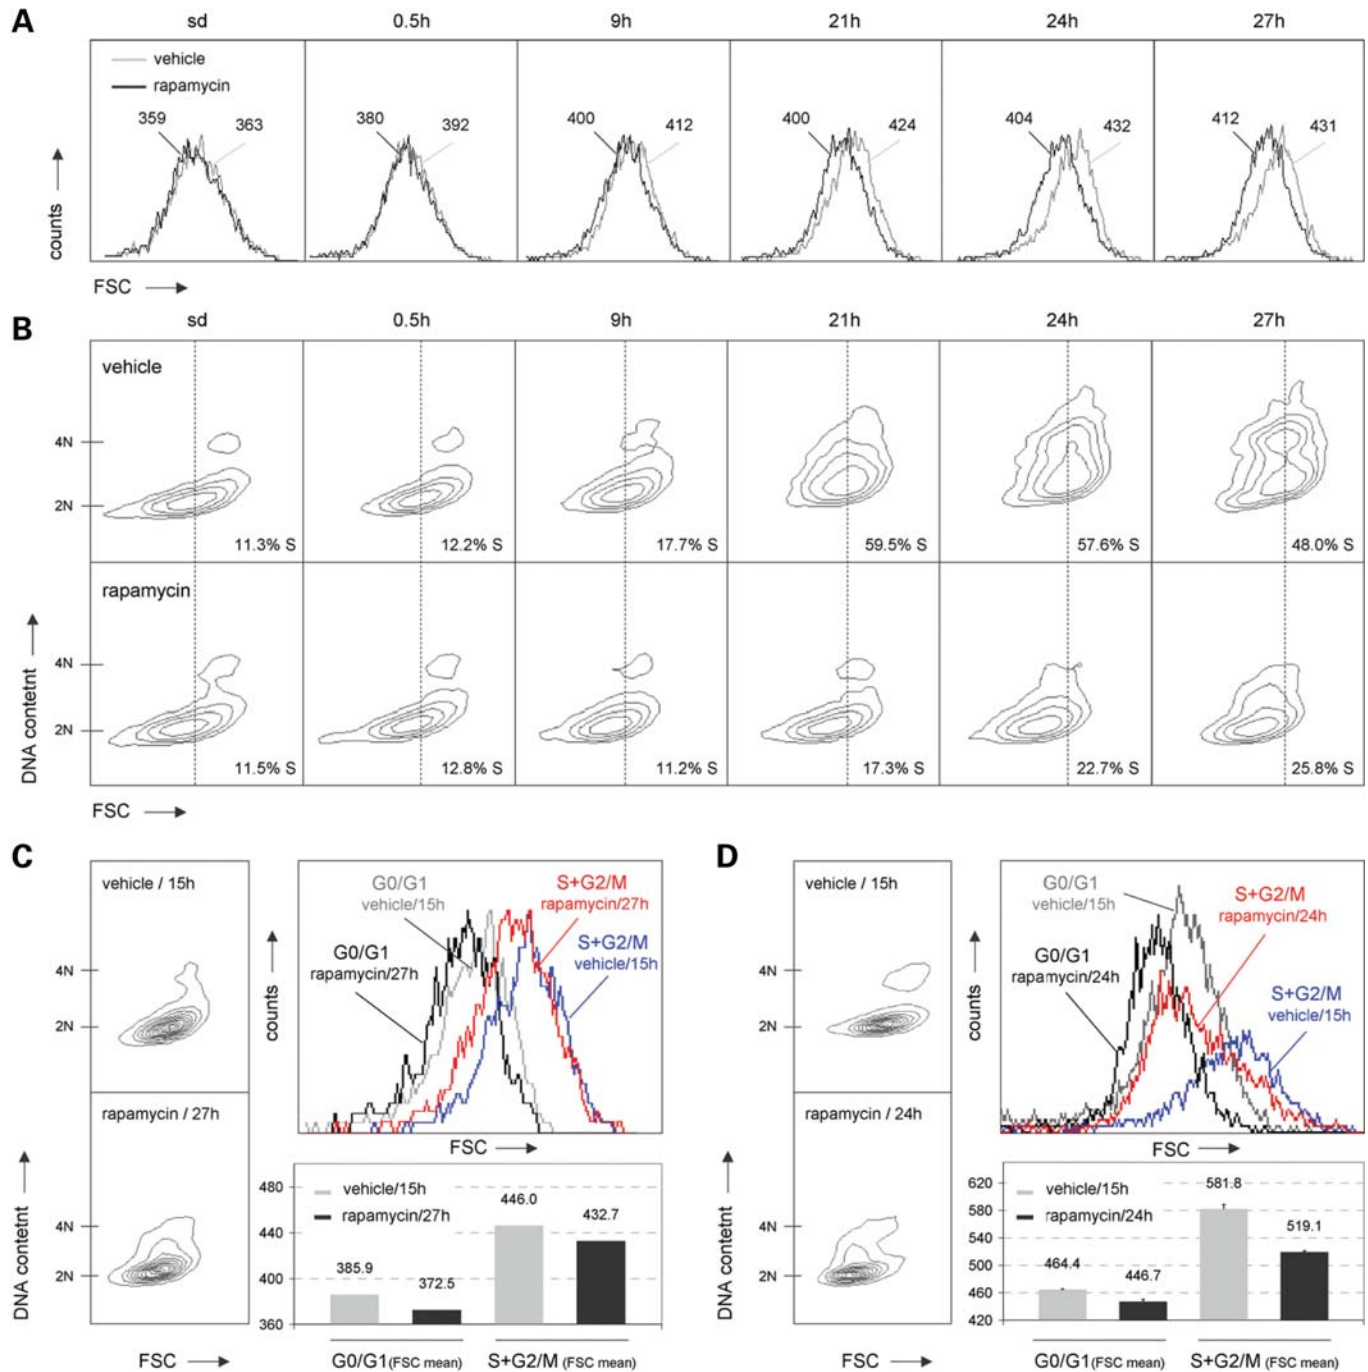 A
sd 0.5h 9h 21h 24h 27h
vehicle
rapamycin
359 363 380 392 400 412 400 424 404 432 412 431
counts
FSC
B
sd 0.5h 9h 21h 24h 27h
vehicle
4N
2N
11.3% S 12.2% S 17.7% S 59.5% S 57.6% S 48.0% S
rapamycin
4N
2N
DNA contetnt
11.5% S 12.8% S 11.2% S 17.3% S 22.7% S 25.8% S
FSC
C
vehicle / 15h
4N
2N
rapamycin / 27h
4N
2N
DNA contetnt
FSC
counts
G0/G1
vehicle/15h
S+G2/M
rapamycin/27h
G0/G1
rapamycin/27h
S+G2/M
vehicle/15h
FSC
480
440
400
360
vehicle/15h
rapamycin/27h
385.9
372.5
446.0
432.7
G0/G1 (FSC mean) S+G2/M (FSC mean)
D
vehicle / 15h
4N
2N
rapamycin / 24h
4N
2N
DNA contetnt
FSC
counts
G0/G1
vehicle/15h
S+G2/M
rapamycin/24h
G0/G1
rapamycin/24h
S+G2/M
vehicle/15h
FSC
620
580
540
500
460
420
vehicle/15h
rapamycin/24h
464.4
446.7
581.8
519.1
G0/G1 (FSC mean) S+G2/M (FSC mean)